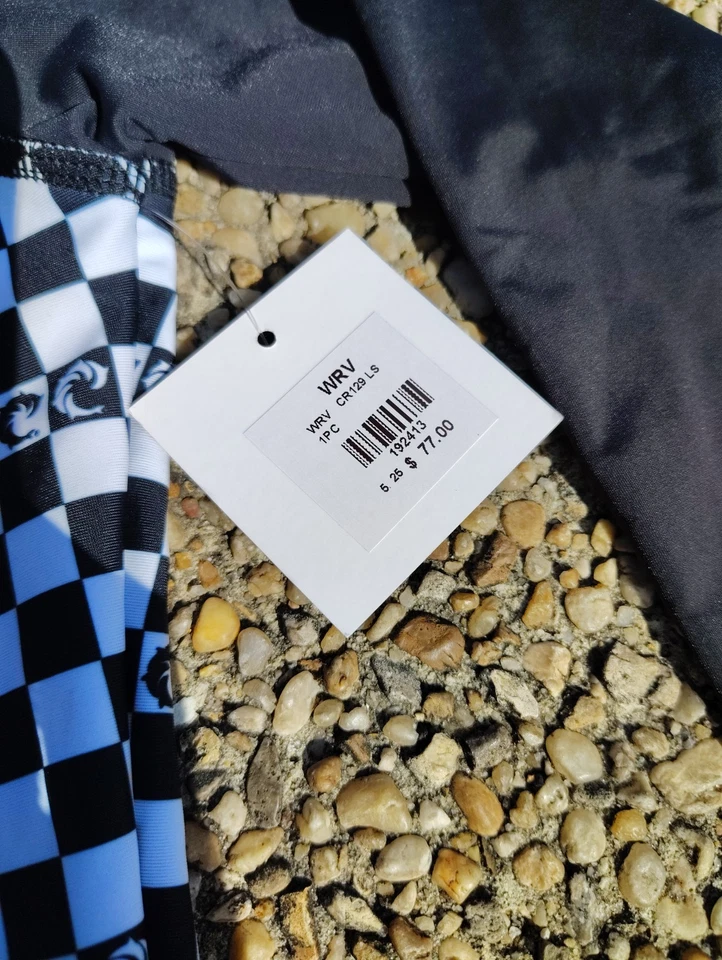 WRV
WRV CR129 LS
1PC
192413
5 25 $ 77.00